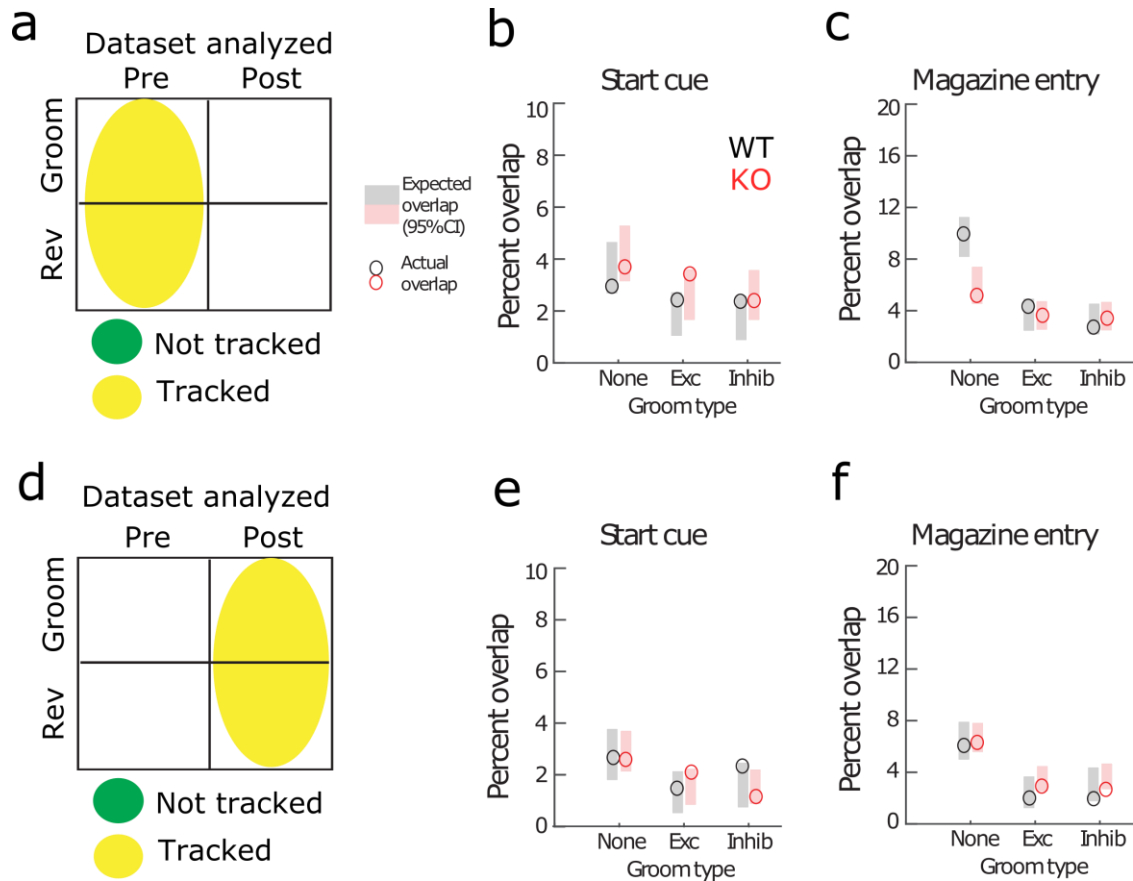 a
Dataset analyzed
Pre Post
Groom
Rev
Not tracked
Tracked
Expected
overlap
(95%CI)
Actual
overlap
b
Start cue
WT
KO
Percent overlap
10
8
6
4
2
0
None Exc Inhib
Groom type
c
Magazine entry
Percent overlap
20
16
12
8
4
0
None Exc Inhib
Groom type
d
Dataset analyzed
Pre Post
Groom
Rev
Not tracked
Tracked
e
Start cue
Percent overlap
10
8
6
4
2
0
None Exc Inhib
Groom type
f
Magazine entry
Percent overlap
20
16
12
8
4
0
None Exc Inhib
Groom type